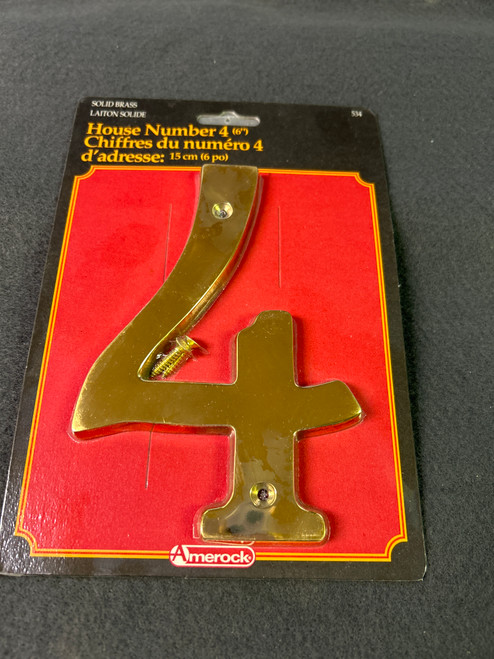 SOLID BRASS
LAITON SOLIDE
534
House Number 4 (6")
Chiffres du numéro 4
d'adresse: 15 cm (6 po)
4
Amerock®